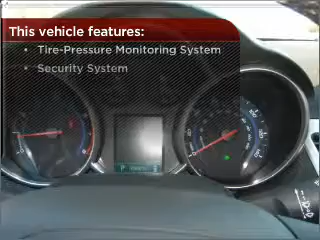 This vehicle features:
• Tire-Pressure Monitoring System
• Security System
P